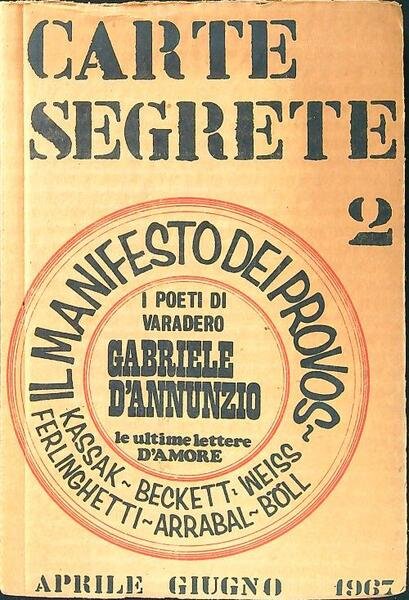 CARTE
SEGRETE
2
IL MANIFESTO DEI PROVOS~
I POETI DI
VARADERO
GABRIELE
D'ANNUNZIO
le ultime lettere
D'AMORE
KASSAK~BECKETT: WEISS
FERLINGHETTI~ARRABAL~BÖLL
APRILE GIUGNO 1967